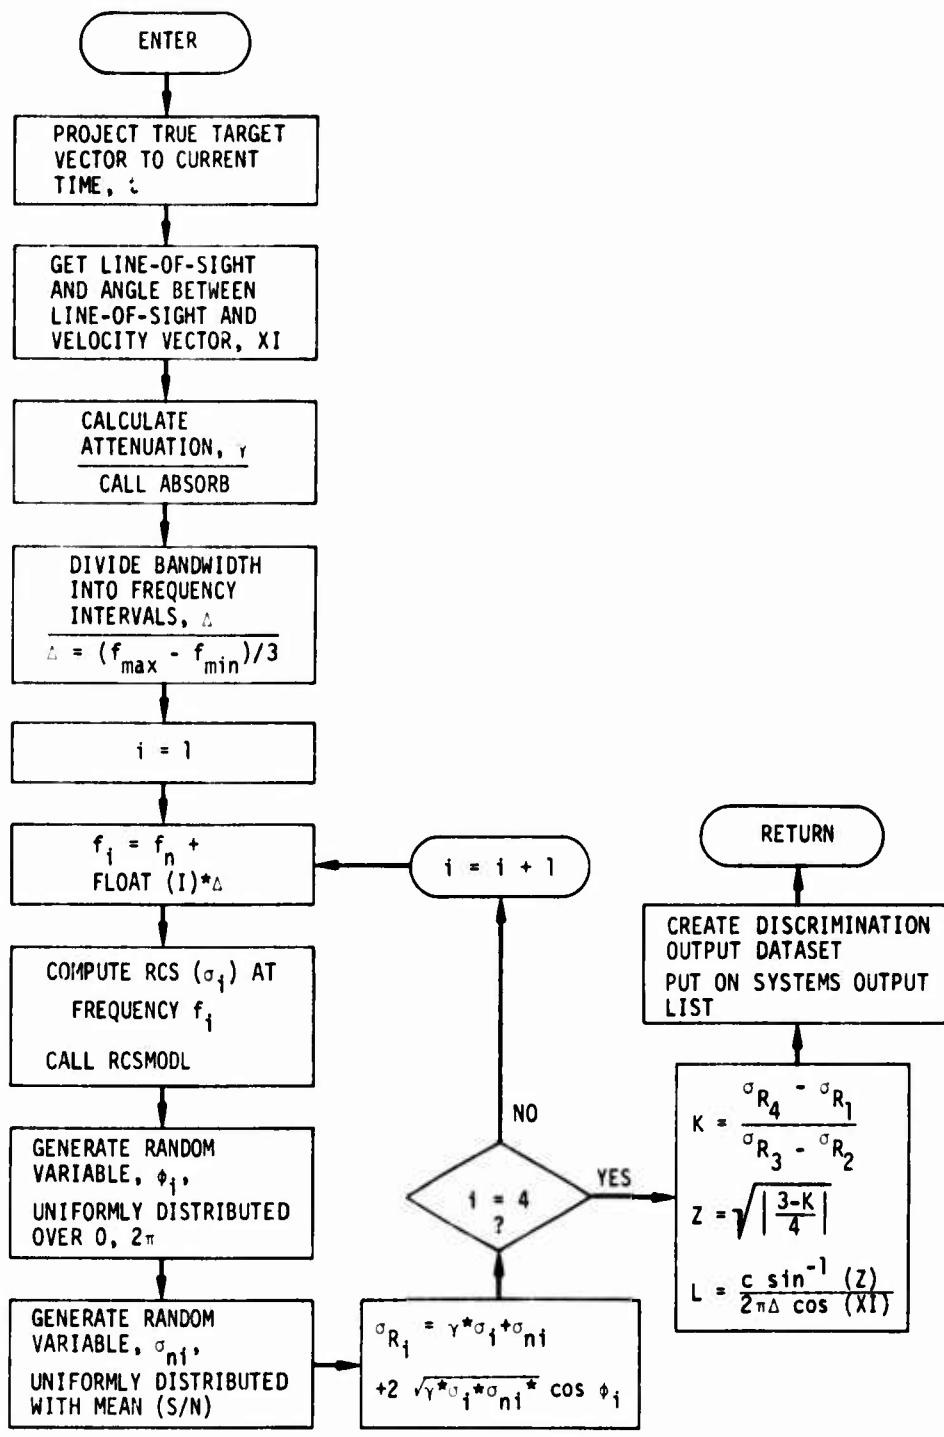 ENTER
PROJECT TRUE TARGET
VECTOR TO CURRENT
TIME, t
GET LINE-OF-SIGHT
AND ANGLE BETWEEN
LINE-OF-SIGHT AND
VELOCITY VECTOR, XI
CALCULATE
ATTENUATION, γ
CALL ABSORB
DIVIDE BANDWIDTH
INTO FREQUENCY
INTERVALS, Δ
Δ = (f_max - f_min)/3
i = 1
f_i = f_n +
FLOAT (I)*Δ
COMPUTE RCS (σ_i) AT
FREQUENCY f_i
CALL RCSMODL
GENERATE RANDOM
VARIABLE, φ_i,
UNIFORMLY DISTRIBUTED
OVER 0, 2π
GENERATE RANDOM
VARIABLE, σ_ni,
UNIFORMLY DISTRIBUTED
WITH MEAN (S/N)
σ_R_i = γ*σ_i+σ_ni
+2 √γ*σ_i*σ_ni* cos φ_i
i = 4
?
NO
i = i + 1
YES
K = σ_R_4 - σ_R_1
σ_R_3 - σ_R_2
Z = √| 3-K
4 |
L = c sin^-1 (Z)
2πΔ cos (XI)
CREATE DISCRIMINATION
OUTPUT DATASET
PUT ON SYSTEMS OUTPUT
LIST
RETURN